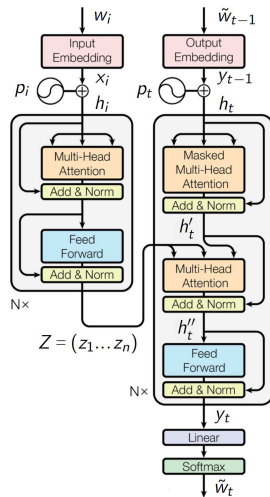 w_i
Input
Embedding
x_i
p_i
h_i
Multi-Head
Attention
Add & Norm
Feed
Forward
Add & Norm
N×
Z = (z_1 ... z_n)
w̃_{t−1}
Output
Embedding
y_{t−1}
p_t
h_t
Masked
Multi-Head
Attention
Add & Norm
h′_t
Multi-Head
Attention
Add & Norm
h″_t
Feed
Forward
Add & Norm
N×
y_t
Linear
Softmax
w̃_t